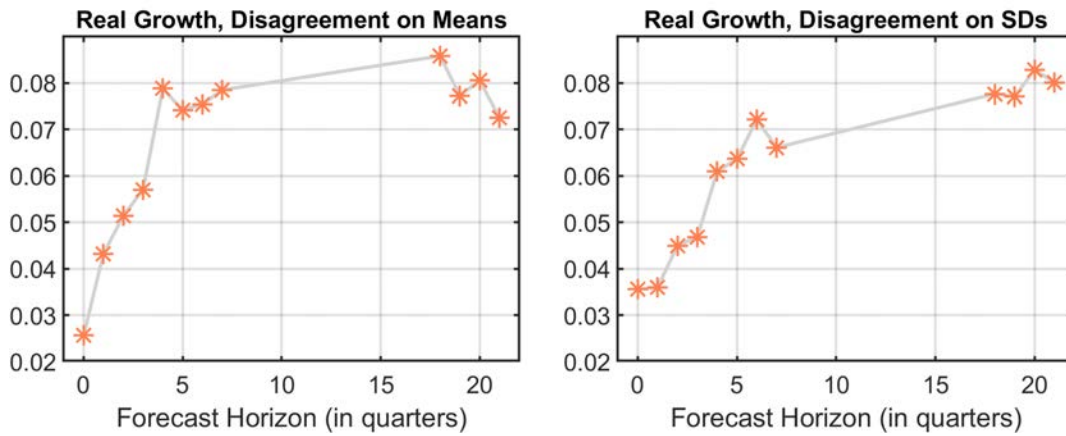 Real Growth, Disagreement on Means
0.08
0.07
0.06
0.05
0.04
0.03
0.02
0 5 10 15 20
Forecast Horizon (in quarters)
Real Growth, Disagreement on SDs
0.08
0.07
0.06
0.05
0.04
0.03
0.02
0 5 10 15 20
Forecast Horizon (in quarters)